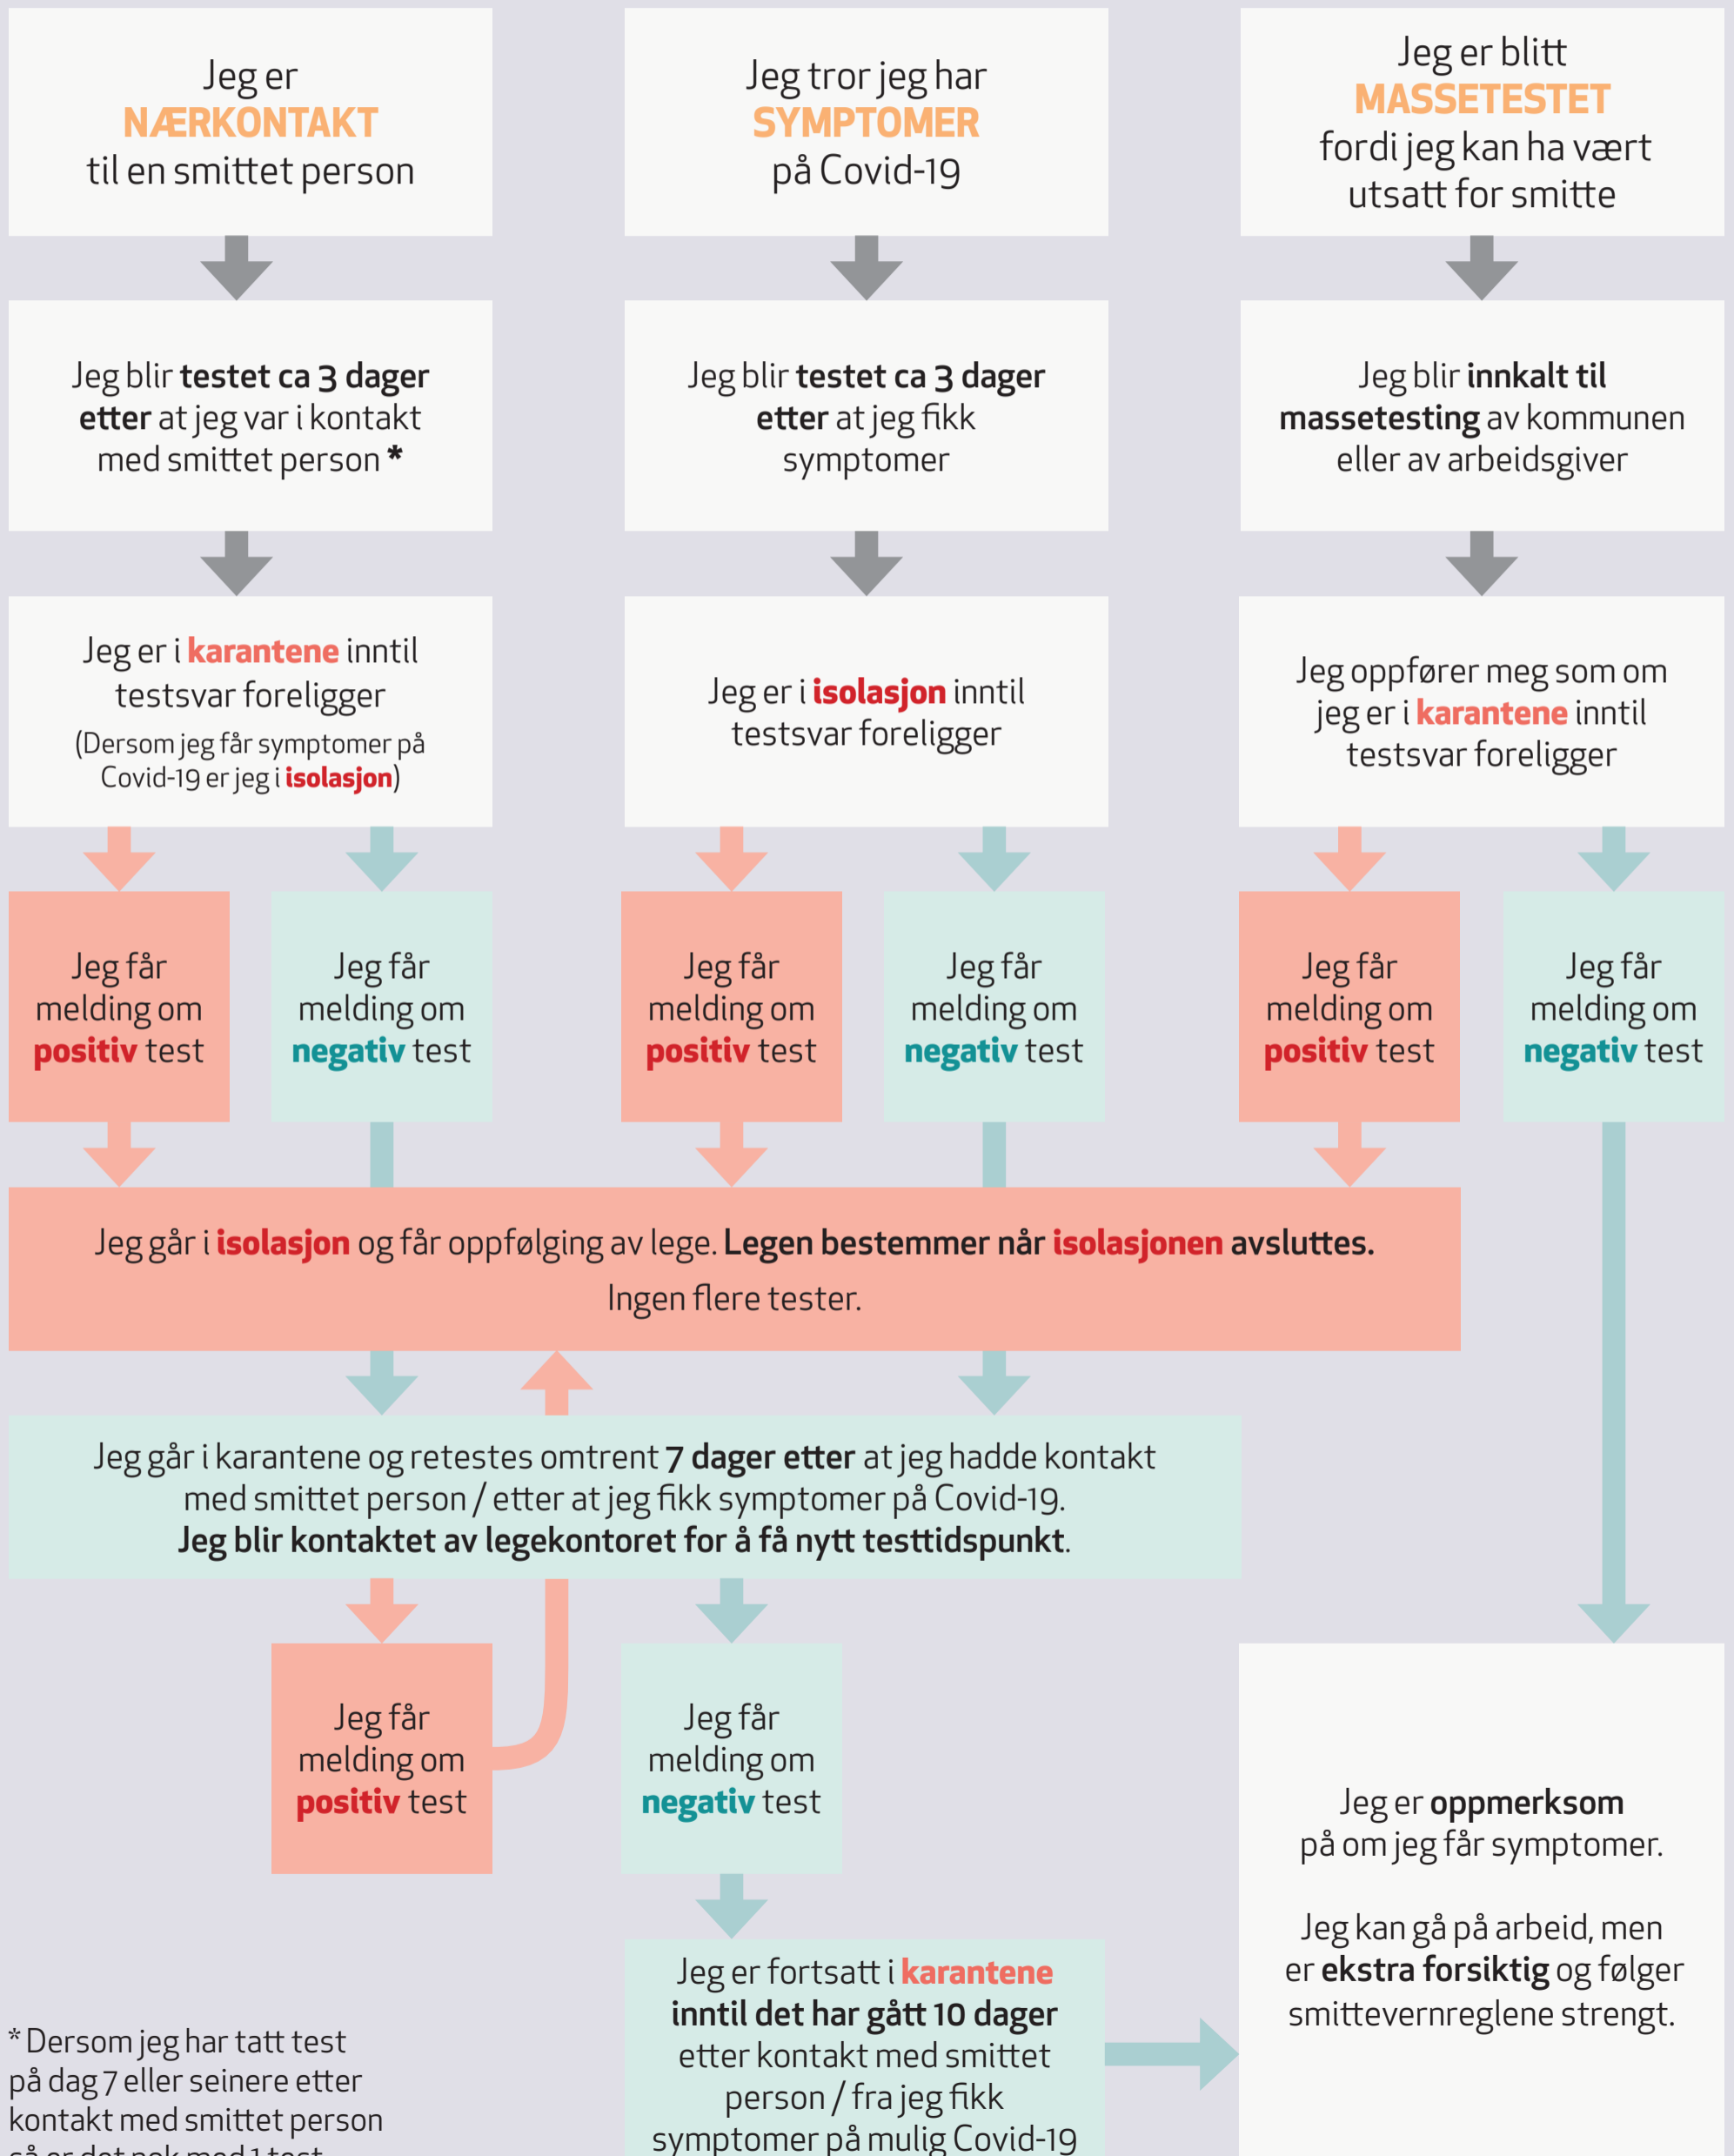 Jeg er
NÆRKONTAKT
til en smittet person
Jeg tror jeg har
SYMPTOMER
på Covid-19
Jeg er blitt
MASSETESTET
fordi jeg kan ha vært
utsatt for smitte
Jeg blir testet ca 3 dager
etter at jeg var i kontakt
med smittet person *
Jeg blir testet ca 3 dager
etter at jeg fikk
symptomer
Jeg blir innkalt til
massetesting av kommunen
eller av arbeidsgiver
Jeg er i karantene inntil
testsvar foreligger
(Dersom jeg får symptomer på
Covid-19 er jeg i isolasjon)
Jeg er i isolasjon inntil
testsvar foreligger
Jeg oppfører meg som om
jeg er i karantene inntil
testsvar foreligger
Jeg får
melding om
positiv test
Jeg får
melding om
negativ test
Jeg får
melding om
positiv test
Jeg får
melding om
negativ test
Jeg får
melding om
positiv test
Jeg får
melding om
negativ test
Jeg går i isolasjon og får oppfølging av lege. Legen bestemmer når isolasjonen avsluttes.
Ingen flere tester.
Jeg går i karantene og retestes omtrent 7 dager etter at jeg hadde kontakt
med smittet person / etter at jeg fikk symptomer på Covid-19.
Jeg blir kontaktet av legekontoret for å få nytt testtidspunkt.
Jeg får
melding om
positiv test
Jeg får
melding om
negativ test
Jeg er oppmerksom
på om jeg får symptomer.
Jeg kan gå på arbeid, men
er ekstra forsiktig og følger
smittevernreglene strengt.
Jeg er fortsatt i karantene
inntil det har gått 10 dager
etter kontakt med smittet
person / fra jeg fikk
symptomer på mulig Covid-19
* Dersom jeg har tatt test
på dag 7 eller seinere etter
kontakt med smittet person
så er det nok med 1 test